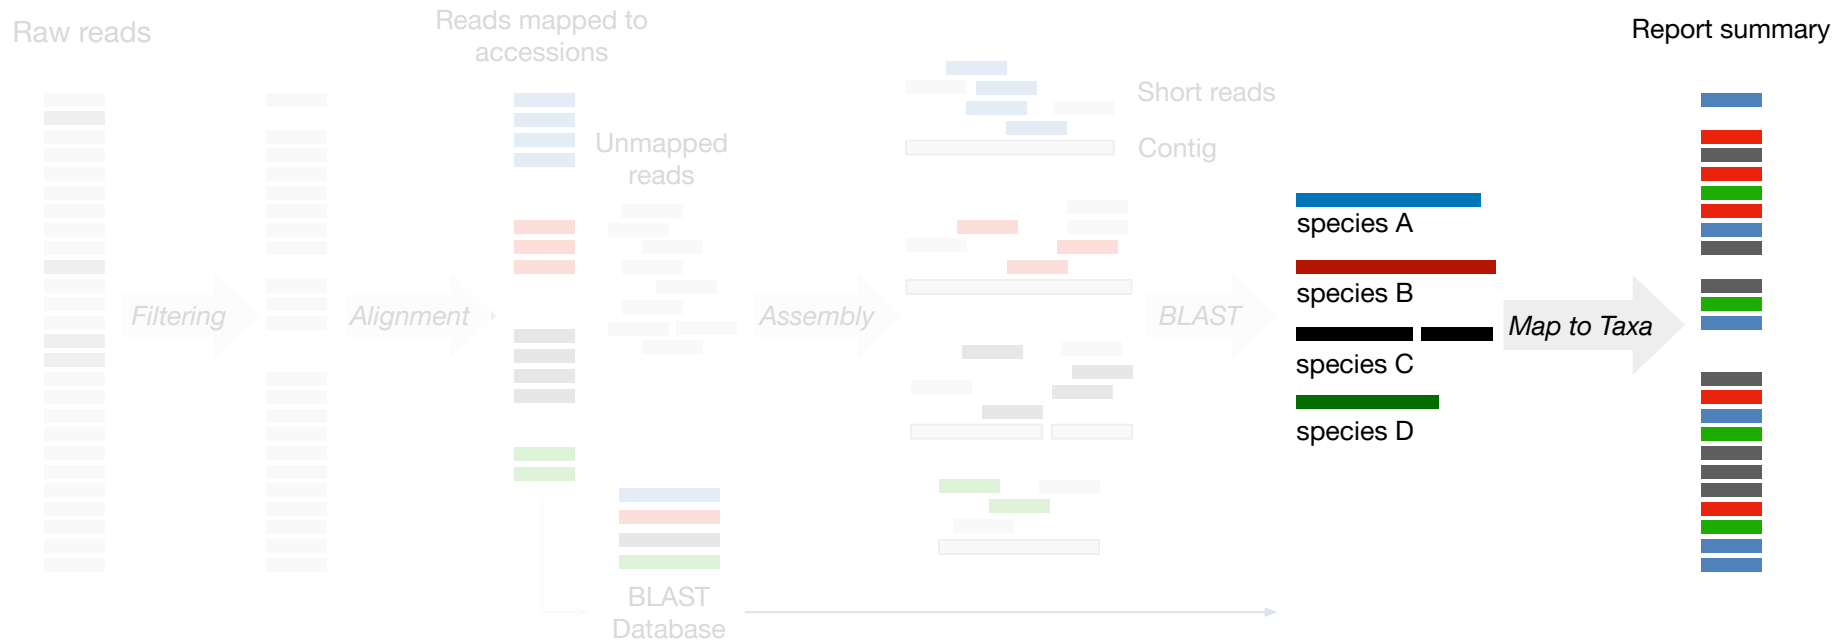 Raw reads
Reads mapped to
accessions
Report summary
Short reads
Contig
Unmapped
reads
species A
species B
Filtering
Alignment
Assembly
BLAST
Map to Taxa
species C
species D
BLAST
Database